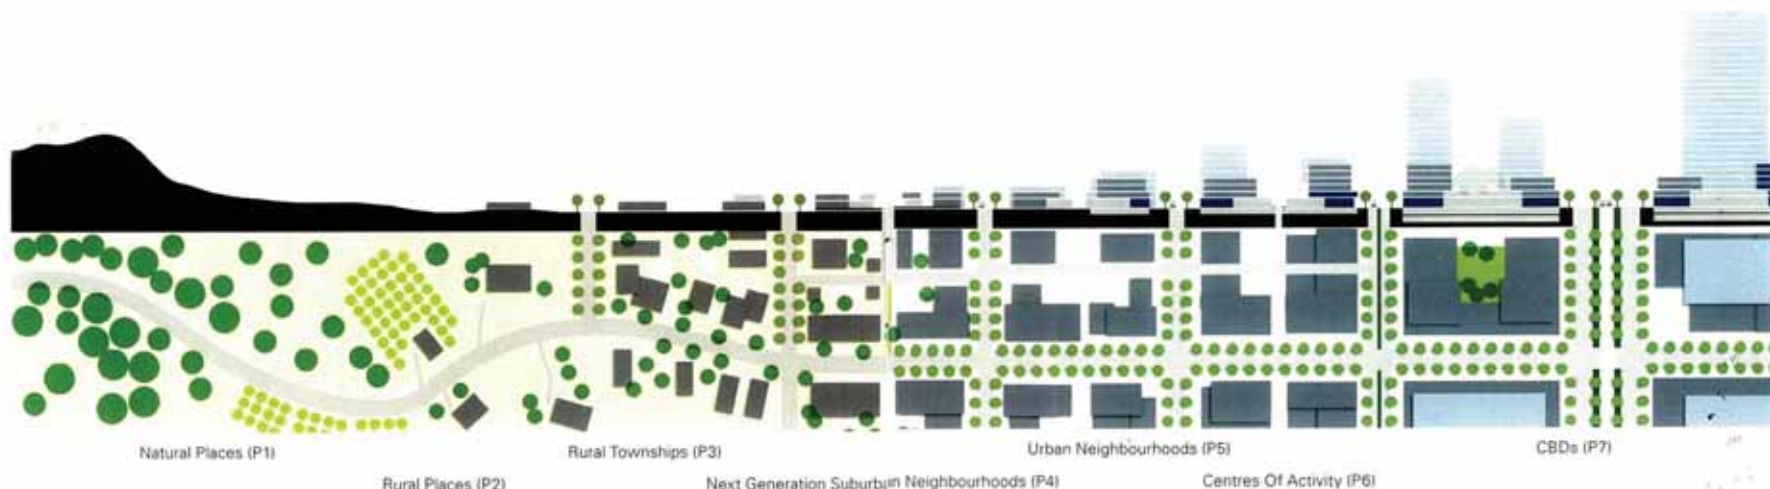 Natural Places (P1)
Rural Townships (P3)
Urban Neighbourhoods (P5)
CBDs (P7)
Rural Places (P2)
Next Generation Suburban Neighbourhoods (P4)
Centres Of Activity (P6)